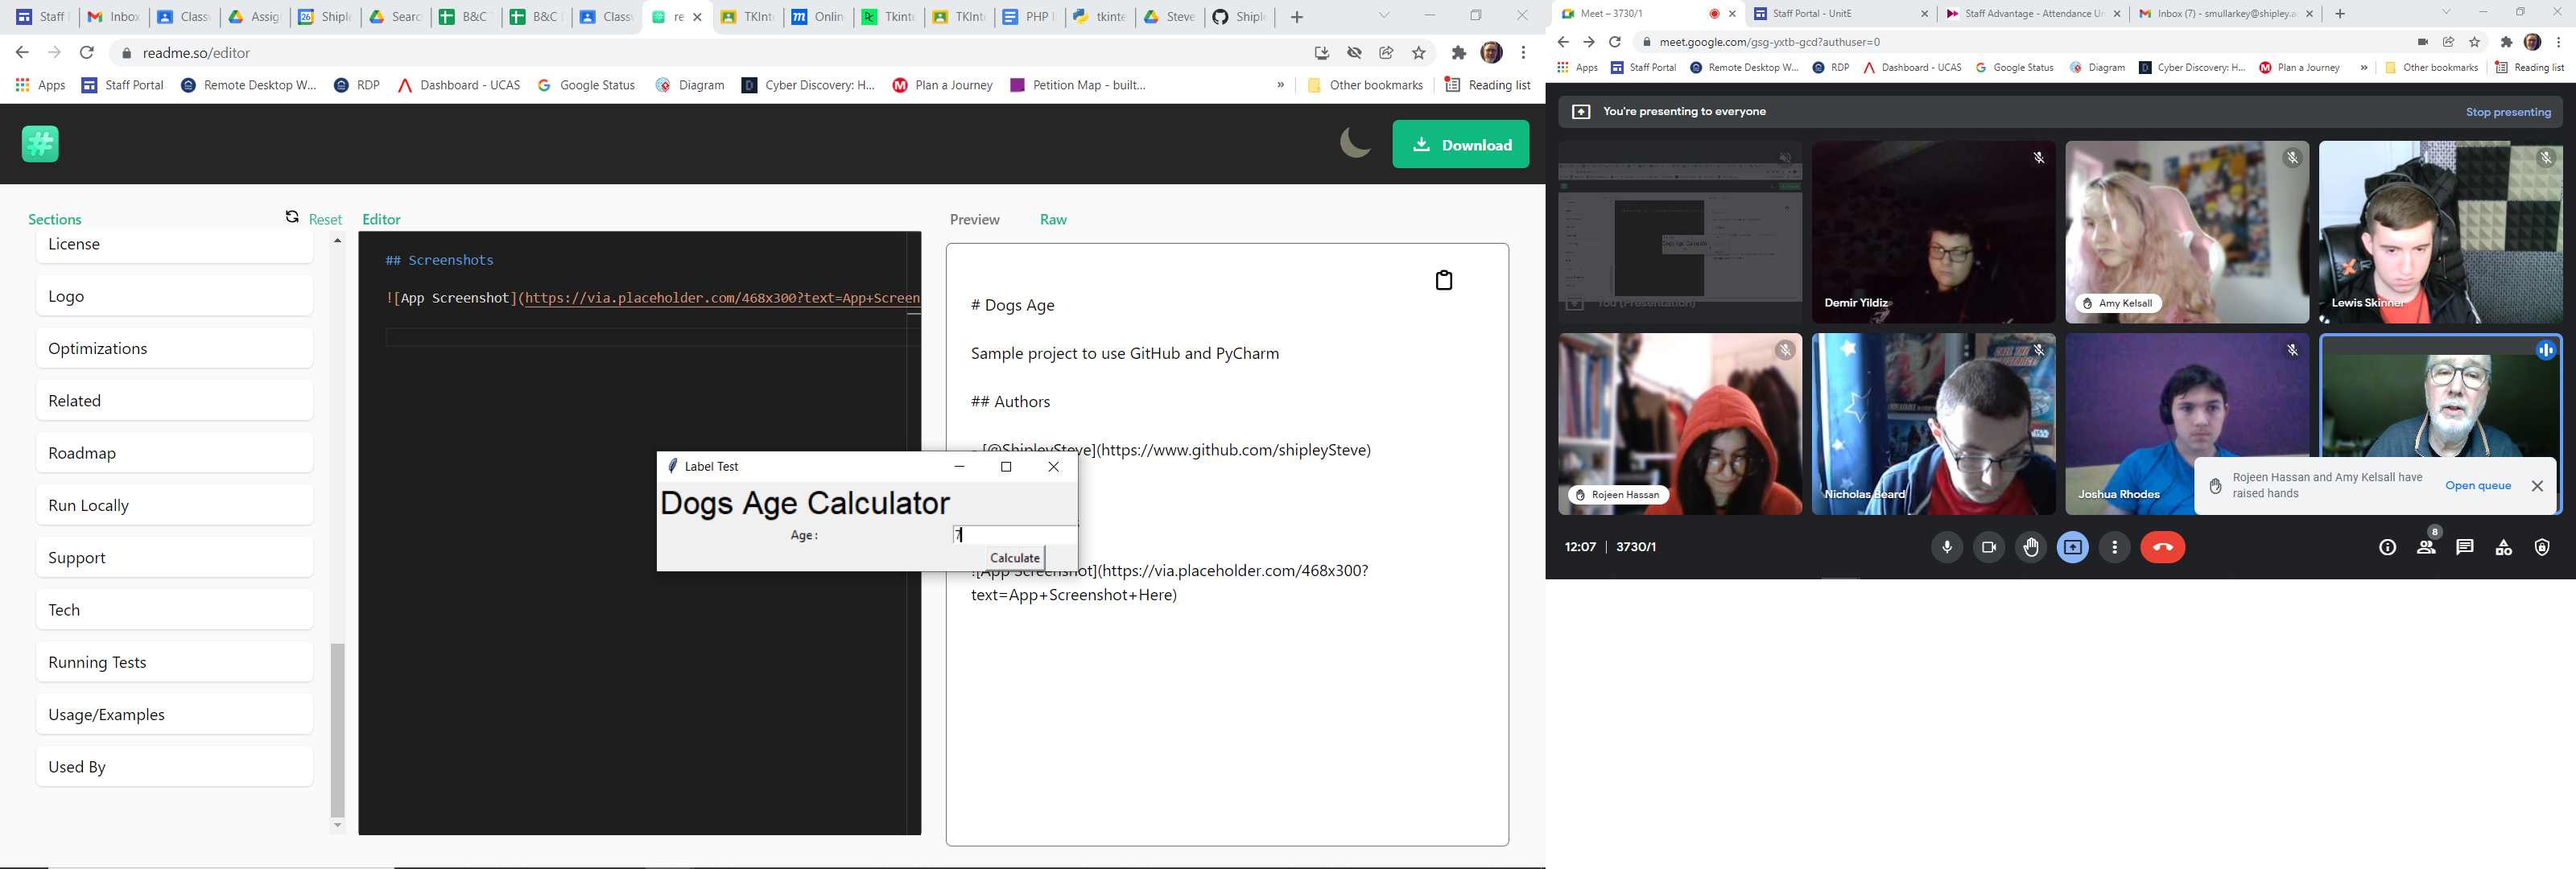 Staff
Inbox
Class
Assig
26
Shiple
Searc
B&C
B&C
Class
re
TKInt
m
Onlin
Tkinte
TKInt
PHP I
tkinte
Steve
Shipl
readme.so/editor
Apps
Staff Portal
Remote Desktop W...
RDP
Dashboard - UCAS
Google Status
Diagram
Cyber Discovery: H...
Plan a Journey
Petition Map - built...
»
Other bookmarks
Reading list
#
Download
Sections
Reset
Editor
Preview
Raw
License
Logo
Optimizations
Related
Roadmap
Run Locally
Support
Tech
Running Tests
Usage/Examples
Used By
## Screenshots
![App Screenshot](https://via.placeholder.com/468x300?text=App+Screen
# Dogs Age
Sample project to use GitHub and PyCharm
## Authors
- [@ShipleySteve](https://www.github.com/shipleySteve)
![App Screenshot](https://via.placeholder.com/468x300?
text=App+Screenshot+Here)
Label Test
Dogs Age Calculator
Age :
7
Calculate
Meet – 3730/1
Staff Portal - UnitE
Staff Advantage - Attendance Un
Inbox (7) - smullarkey@shipley.a
meet.google.com/gsg-yxtb-gcd?authuser=0
Apps
Staff Portal
Remote Desktop W...
RDP
Dashboard - UCAS
Google Status
Diagram
Cyber Discovery: H...
Plan a Journey
»
Other bookmarks
Reading list
You're presenting to everyone
Stop presenting
You (Presentation)
Demir Yildiz
Amy Kelsall
Lewis Skinner
Rojeen Hassan
Nicholas Beard
Joshua Rhodes
Rojeen Hassan and Amy Kelsall have
raised hands
Open queue
12:07 | 3730/1
8